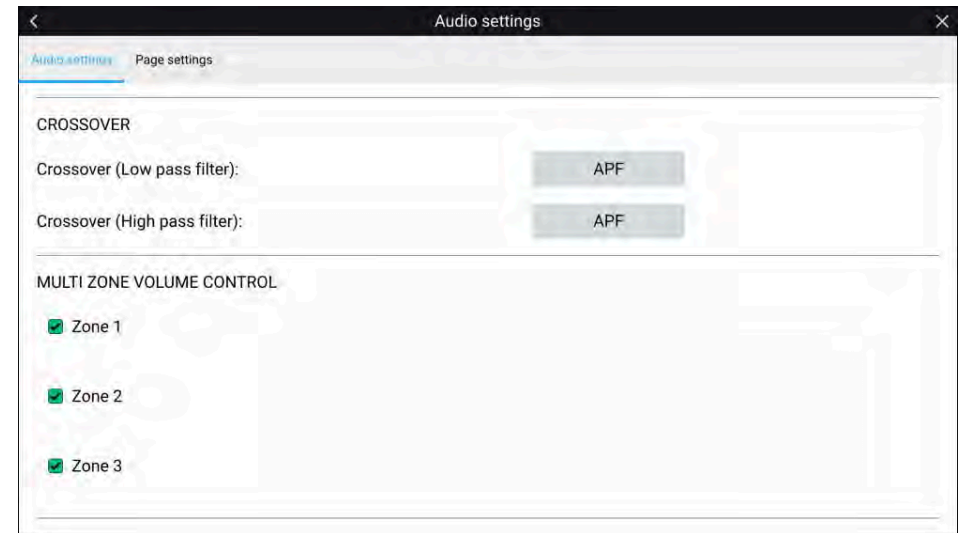 Audio settings
Audio settings Page settings
CROSSOVER
Crossover (Low pass filter): APF
Crossover (High pass filter): APF
MULTI ZONE VOLUME CONTROL
Zone 1
Zone 2
Zone 3